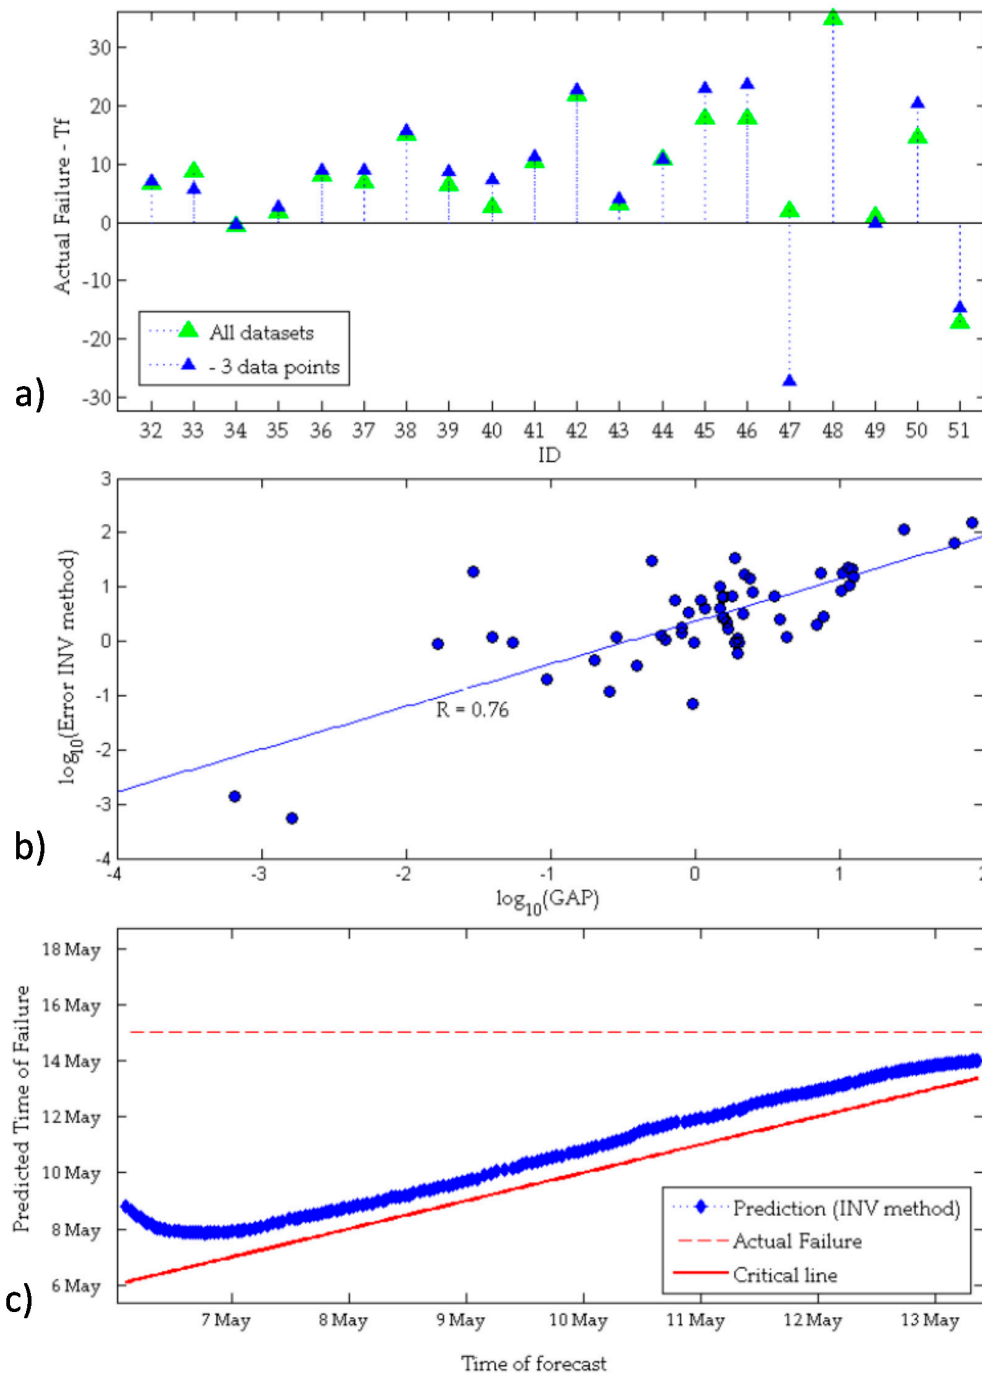 a)
Actual Failure - Tf
30
20
10
0
-10
-20
-30
All datasets
- 3 data points
32 33 34 35 36 37 38 39 40 41 42 43 44 45 46 47 48 49 50 51
ID
b)
log10(Error INV method)
3
2
1
0
-1
-2
-3
-4
R = 0.76
-4 -3 -2 -1 0 1 2
log10(GAP)
c)
Predicted Time of Failure
18 May
16 May
14 May
12 May
10 May
8 May
6 May
Prediction (INV method)
Actual Failure
Critical line
7 May 8 May 9 May 10 May 11 May 12 May 13 May
Time of forecast